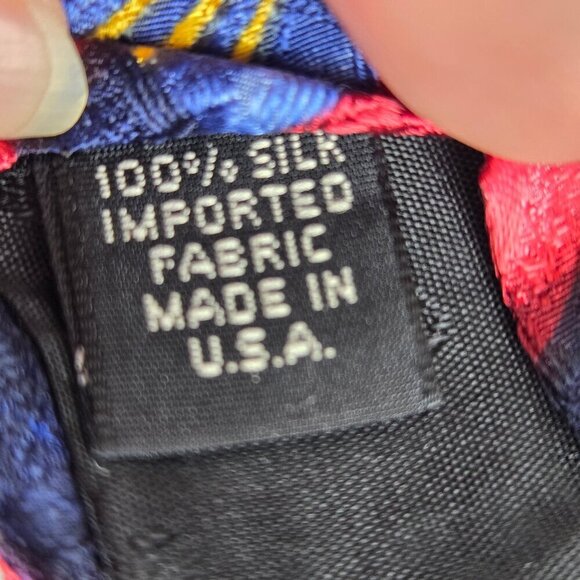 100% SILK
IMPORTED
FABRIC
MADE IN
U.S.A.